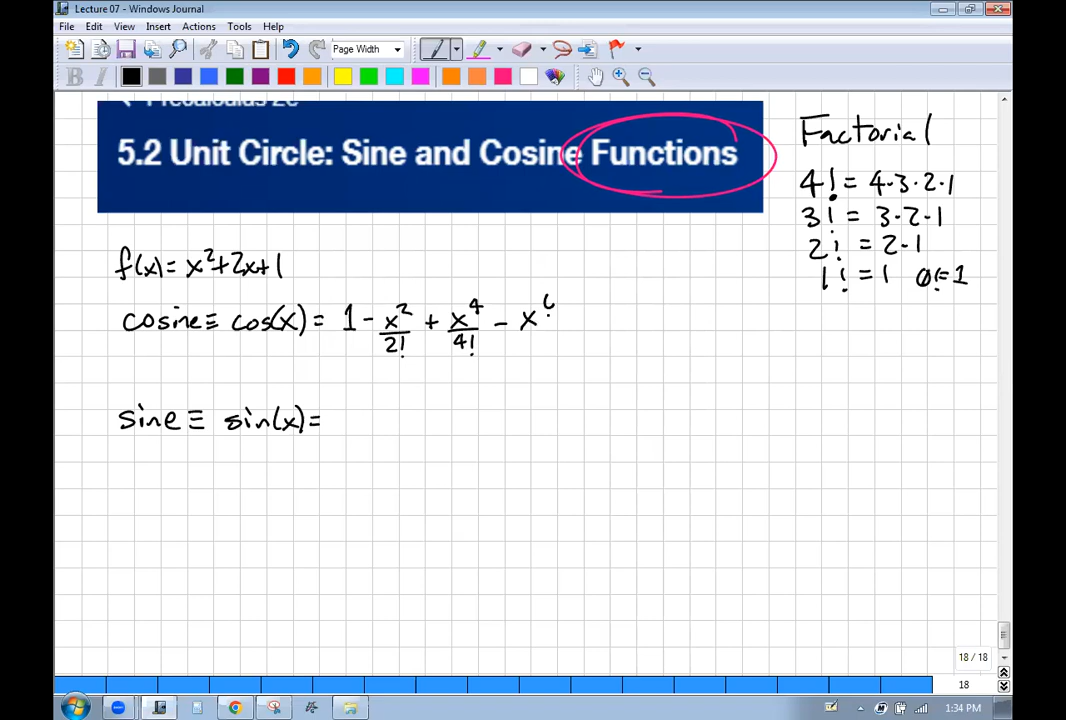 Lecture 07 - Windows Journal
File Edit View Insert Actions Tools Help
Page Width
5.2 Unit Circle: Sine and Cosine Functions
Factorial
4! = 4·3·2·1
3! = 3·2·1
2! = 2·1
1! = 1 0! = 1
f(x) = x²+2x+1
cosine ≡ cos(x) = 1 - x²/2! + x⁴/4! - x⁶
sine ≡ sin(x) =
18 / 18
18
1:34 PM